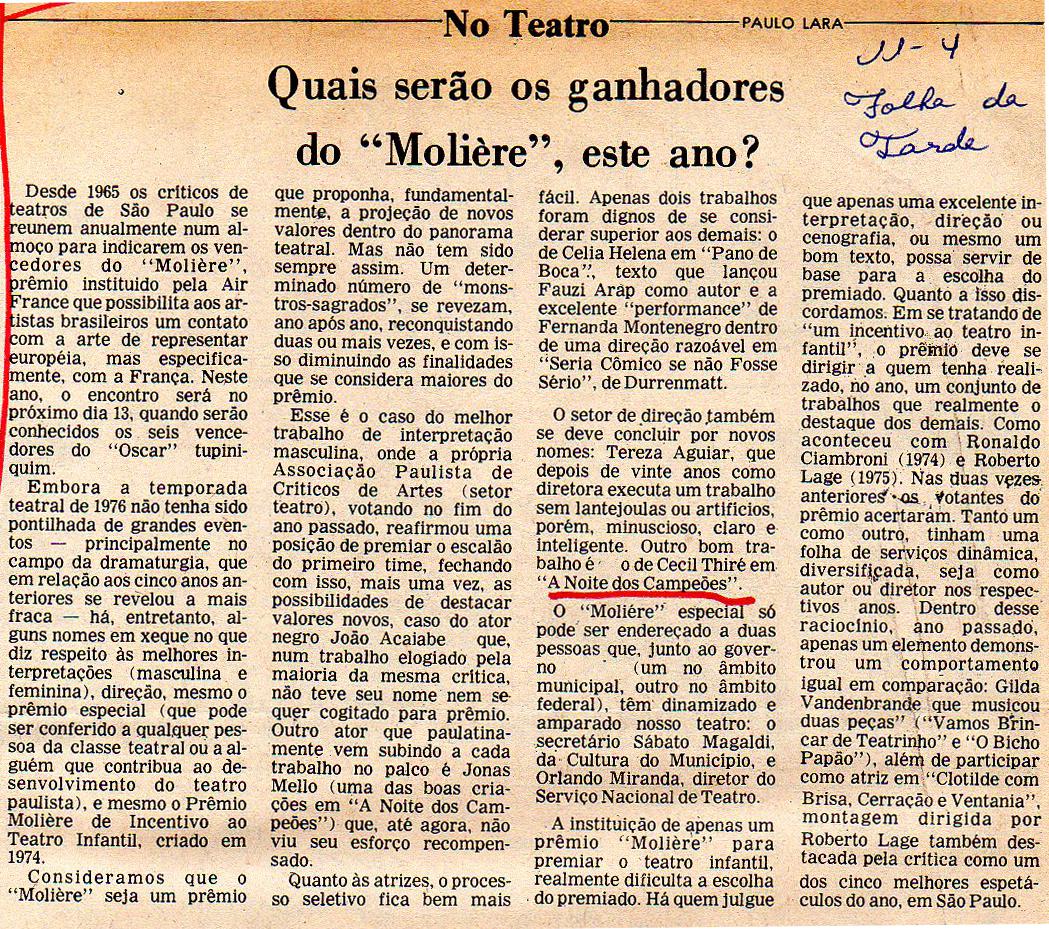 No Teatro
PAULO LARA
11-4
Folha da
Tarde
Quais serão os ganhadores
do “Molière”, este ano?
Desde 1965 os críticos de
teatros de São Paulo se
reunem anualmente num al-
moço para indicarem os ven-
cedores do “Molière”,
prêmio instituido pela Air
France que possibilita aos ar-
tistas brasileiros um contato
com a arte de representar
européia, mas especifica-
mente, com a França. Neste
ano, o encontro será no
próximo dia 13, quando serão
conhecidos os seis vence-
dores do “Oscar” tupini-
quim.
Embora a temporada
teatral de 1976 não tenha sido
pontilhada de grandes even-
tos — principalmente no
campo da dramaturgia, que
em relação aos cinco anos an-
teriores se revelou a mais
fraca — há, entretanto, al-
guns nomes em xeque no que
diz respeito às melhores in-
terpretações (masculina e
feminina), direção, mesmo o
prêmio especial (que pode
ser conferido a qualquer pes-
soa da classe teatral ou a al-
guém que contribua ao de-
senvolvimento do teatro
paulista), e mesmo o Prêmio
Molière de Incentivo ao
Teatro Infantil, criado em
1974.
Consideramos que o
“Molière” seja um prêmio
que proponha, fundamental-
mente, a projeção de novos
valores dentro do panorama
teatral. Mas não tem sido
sempre assim. Um deter-
minado número de “mons-
tros-sagrados”, se revezam,
ano após ano, reconquistando
duas ou mais vezes, e com is-
so diminuindo as finalidades
que se considera maiores do
prêmio.
Esse é o caso do melhor
trabalho de interpretação
masculina, onde a própria
Associação Paulista de
Críticos de Artes (setor
teatro), votando no fim do
ano passado, reafirmou uma
posição de premiar o escalão
do primeiro time, fechando
com isso, mais uma vez, as
possibilidades de destacar
valores novos, caso do ator
negro João Acaiabe que,
num trabalho elogiado pela
maioria da mesma crítica,
não teve seu nome nem se-
quer cogitado para prêmio.
Outro ator que paulatina-
mente vem subindo a cada
trabalho no palco é Jonas
Mello (uma das boas cria-
ções em “A Noite dos Cam-
peões”) que, até agora, não
viu seu esforço recompen-
sado.
Quanto às atrizes, o proces-
so seletivo fica bem mais
fácil. Apenas dois trabalhos
foram dignos de se consi-
derar superior aos demais: o
de Celia Helena em “Pano de
Boca”, texto que lançou
Fauzi Arap como autor e a
excelente “performance” de
Fernanda Montenegro dentro
de uma direção razoável em
“Seria Cômico se não Fosse
Sério”, de Durrenmatt.
O setor de direção também
se deve concluir por novos
nomes: Tereza Aguiar, que
depois de vinte anos como
diretora executa um trabalho
sem lantejoulas ou artifícios,
porém, minuscioso, claro e
inteligente. Outro bom tra-
balho é o de Cecil Thiré em
“A Noite dos Campeões”.
O “Moliére” especial só
pode ser endereçado a duas
pessoas que, junto ao gover-
no (um no âmbito
municipal, outro no âmbito
federal), têm dinamizado e
amparado nosso teatro: o
secretário Sábato Magaldi,
da Cultura do Município, e
Orlando Miranda, diretor do
Serviço Nacional de Teatro.
A instituição de apenas um
prêmio “Molière” para
premiar o teatro infantil,
realmente dificulta a escolha
do premiado. Há quem julgue
que apenas uma excelente in-
terpretação, direção ou
cenografia, ou mesmo um
bom texto, possa servir de
base para a escolha do
premiado. Quanto a isso dis-
cordamos. Em se tratando de
“um incentivo ao teatro in-
fantil”, o prêmio deve se
dirigir a quem tenha reali-
zado, no ano, um conjunto de
trabalhos que realmente o
destaque dos demais. Como
aconteceu com Ronaldo
Ciambroni (1974) e Roberto
Lage (1975). Nas duas vezes
anteriores os votantes do
prêmio acertaram. Tanto um
como outro, tinham uma
folha de serviços dinâmica,
diversificada, seja como
autor ou diretor nos respec-
tivos anos. Dentro desse
raciocínio, ano passado,
apenas um elemento demons-
trou um comportamento
igual em comparação: Gilda
Vandenbrande que musicou
duas peças” (“Vamos Brin-
car de Teatrinho” e “O Bicho
Papão”), além de participar
como atriz em “Clotilde com
Brisa, Cerração e Ventania”,
montagem dirigida por
Roberto Lage também des-
tacada pela crítica como um
dos cinco melhores espetá-
culos do ano, em São Paulo.